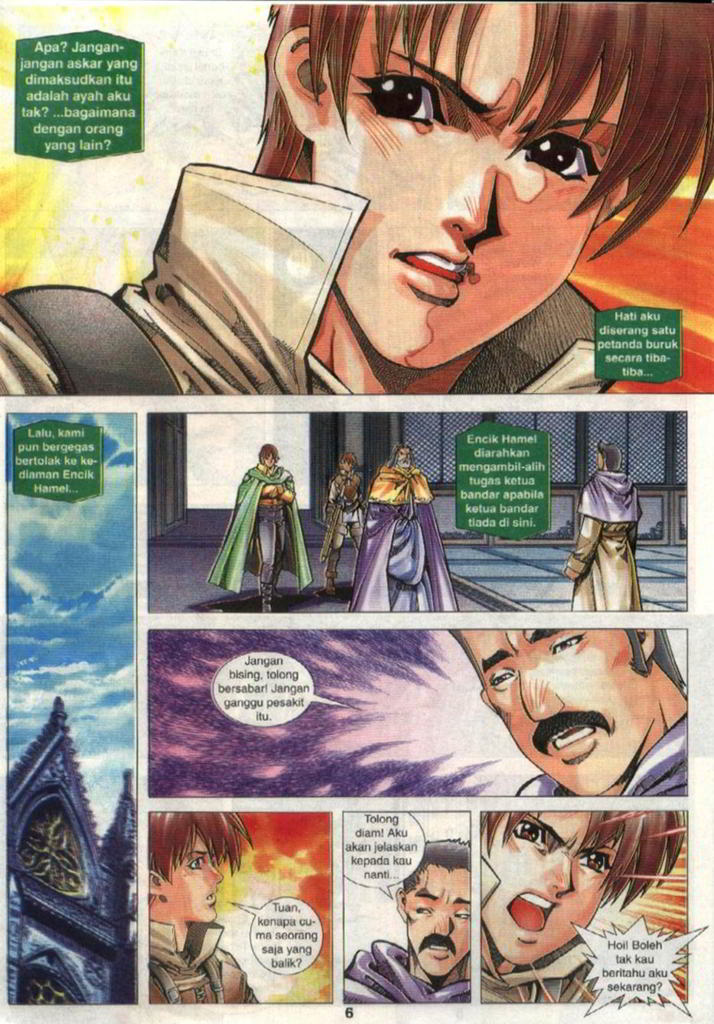 Apa? Jangan-
jangan askar yang
dimaksudkan itu
adalah ayah aku
tak? ...bagaimana
dengan orang
yang lain?
Hati aku
diserang satu
petanda buruk
secara tiba-
tiba...
Lalu, kami
pun bergegas
bertolak ke ke-
diaman Encik
Hamel...
Encik Hamel
diarahkan
mengambil-alih
tugas ketua
bandar apabila
ketua bandar
tiada di sini.
Jangan
bising, tolong
bersabar! Jangan
ganggu pesakit
itu.
Tuan,
kenapa cu-
ma seorang
saja yang
balik?
Tolong
diam! Aku
akan jelaskan
kepada kau
nanti...
Hoi! Boleh
tak kau
beritahu aku
sekarang?
6